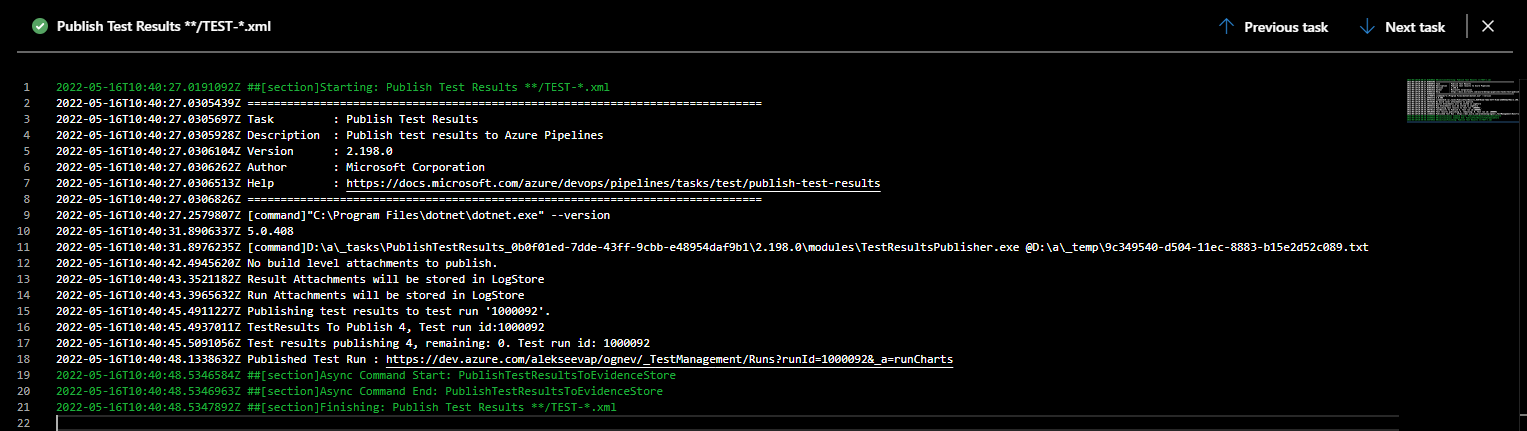 Publish Test Results **/TEST-*.xml
Previous task
Next task
1 2022-05-16T10:40:27.0191092Z ##[section]Starting: Publish Test Results **/TEST-*.xml
2 2022-05-16T10:40:27.0305439Z ==============================================================================
3 2022-05-16T10:40:27.0305697Z Task         : Publish Test Results
4 2022-05-16T10:40:27.0305928Z Description  : Publish test results to Azure Pipelines
5 2022-05-16T10:40:27.0306104Z Version      : 2.198.0
6 2022-05-16T10:40:27.0306262Z Author       : Microsoft Corporation
7 2022-05-16T10:40:27.0306513Z Help         : https://docs.microsoft.com/azure/devops/pipelines/tasks/test/publish-test-results
8 2022-05-16T10:40:27.0306826Z ==============================================================================
9 2022-05-16T10:40:27.2579807Z [command]"C:\Program Files\dotnet\dotnet.exe" --version
10 2022-05-16T10:40:31.8906337Z 5.0.408
11 2022-05-16T10:40:31.8976235Z [command]D:\a\_tasks\PublishTestResults_0b0f01ed-7dde-43ff-9cbb-e48954daf9b1\2.198.0\modules\TestResultsPublisher.exe @D:\a\_temp\9c349540-d504-11ec-8883-b15e2d52c089.txt
12 2022-05-16T10:40:42.4945620Z No build level attachments to publish.
13 2022-05-16T10:40:43.3521182Z Result Attachments will be stored in LogStore
14 2022-05-16T10:40:43.3965632Z Run Attachments will be stored in LogStore
15 2022-05-16T10:40:45.4911227Z Publishing test results to test run '1000092'.
16 2022-05-16T10:40:45.4937011Z TestResults To Publish 4, Test run id:1000092
17 2022-05-16T10:40:45.5091056Z Test results publishing 4, remaining: 0. Test run id: 1000092
18 2022-05-16T10:40:48.1338632Z Published Test Run : https://dev.azure.com/alekseevap/ognev/_TestManagement/Runs?runId=1000092&_a=runCharts
19 2022-05-16T10:40:48.5346584Z ##[section]Async Command Start: PublishTestResultsToEvidenceStore
20 2022-05-16T10:40:48.5346963Z ##[section]Async Command End: PublishTestResultsToEvidenceStore
21 2022-05-16T10:40:48.5347892Z ##[section]Finishing: Publish Test Results **/TEST-*.xml
22